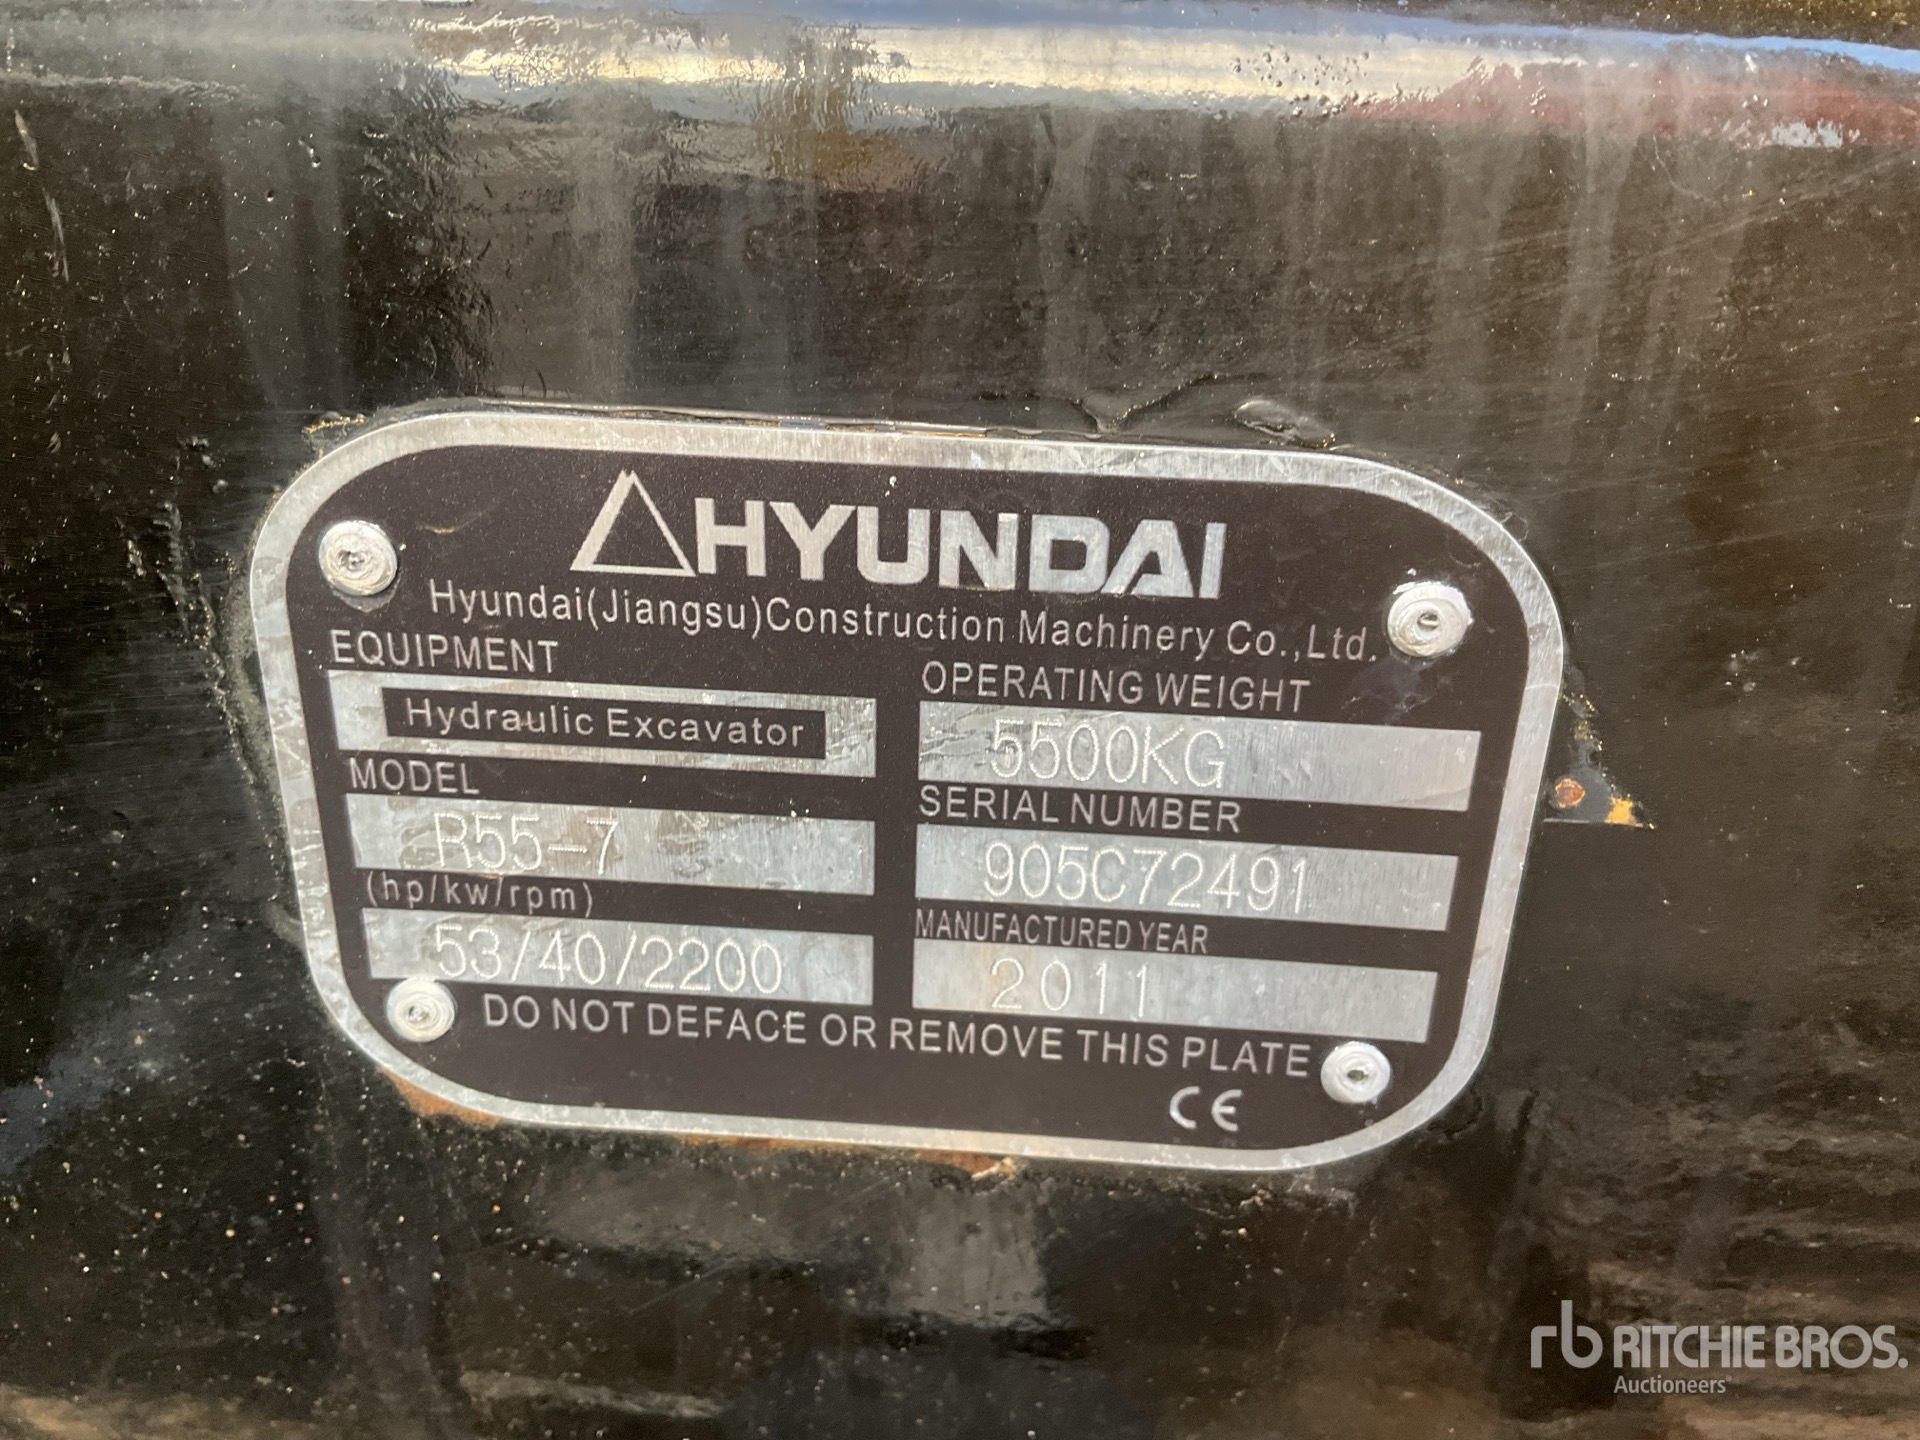 HYUNDAI
Hyundai(Jiangsu)Construction Machinery Co.,Ltd.
EQUIPMENT
Hydraulic Excavator
OPERATING WEIGHT
5500KG
MODEL
R55-7
SERIAL NUMBER
905C72491
(hp/kw/rpm)
53/40/2200
MANUFACTURED YEAR
2011
DO NOT DEFACE OR REMOVE THIS PLATE
CE
rb RITCHIE BROS.
Auctioneers